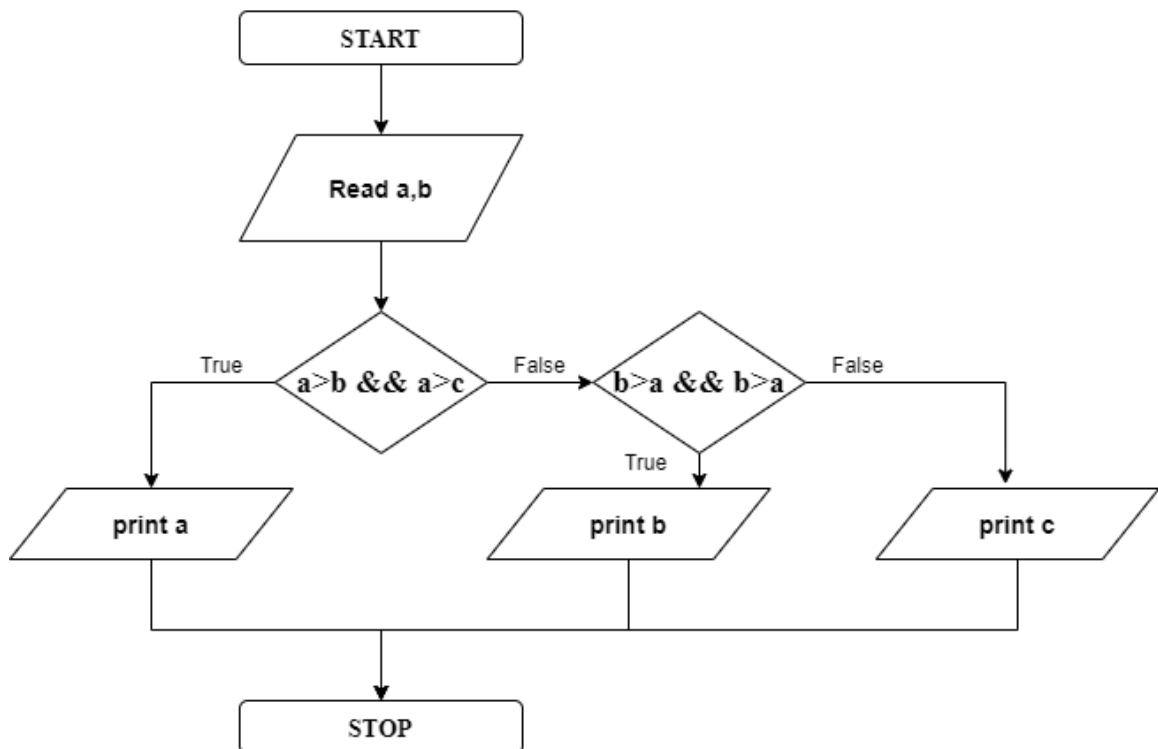 START
Read a,b
True
a>b && a>c
False
b>a && b>a
False
True
print a
print b
print c
STOP